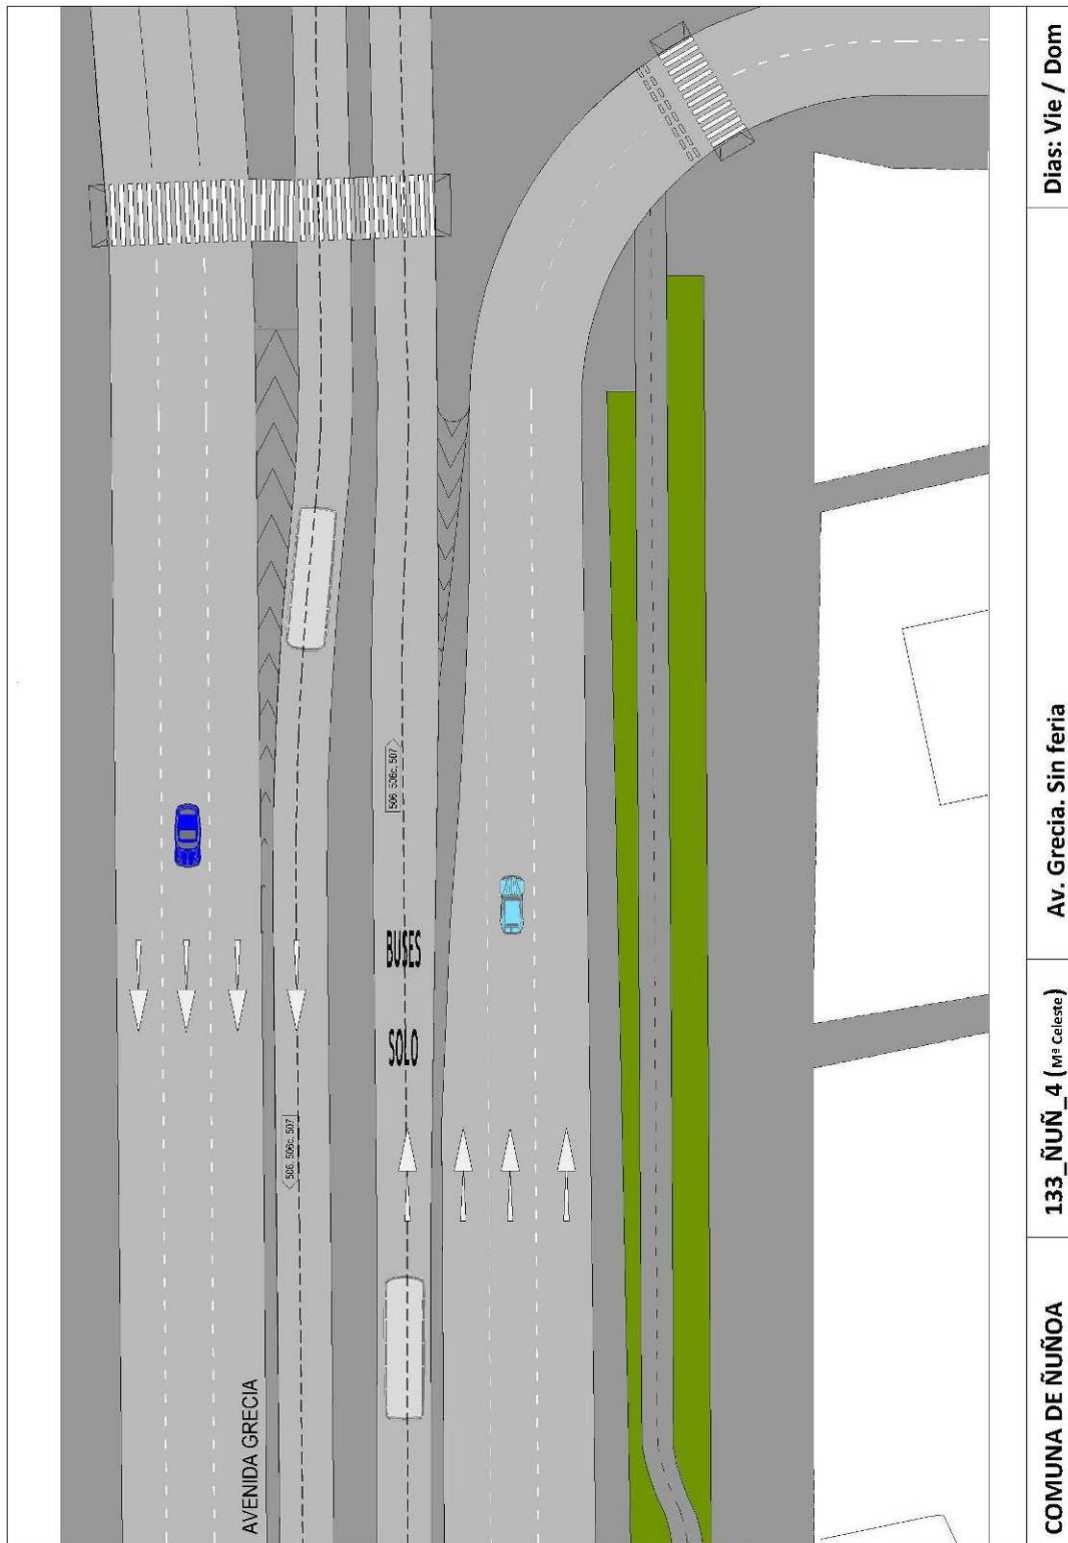 AVENIDA GRECIA
506, 506c, 507
SOLO
BUSES
506, 506c, 507
COMUNA DE ÑUÑOA
133_ÑUÑ_4 (Mª Celeste)
Av. Grecia. Sin feria
Dias: Vie / Dom